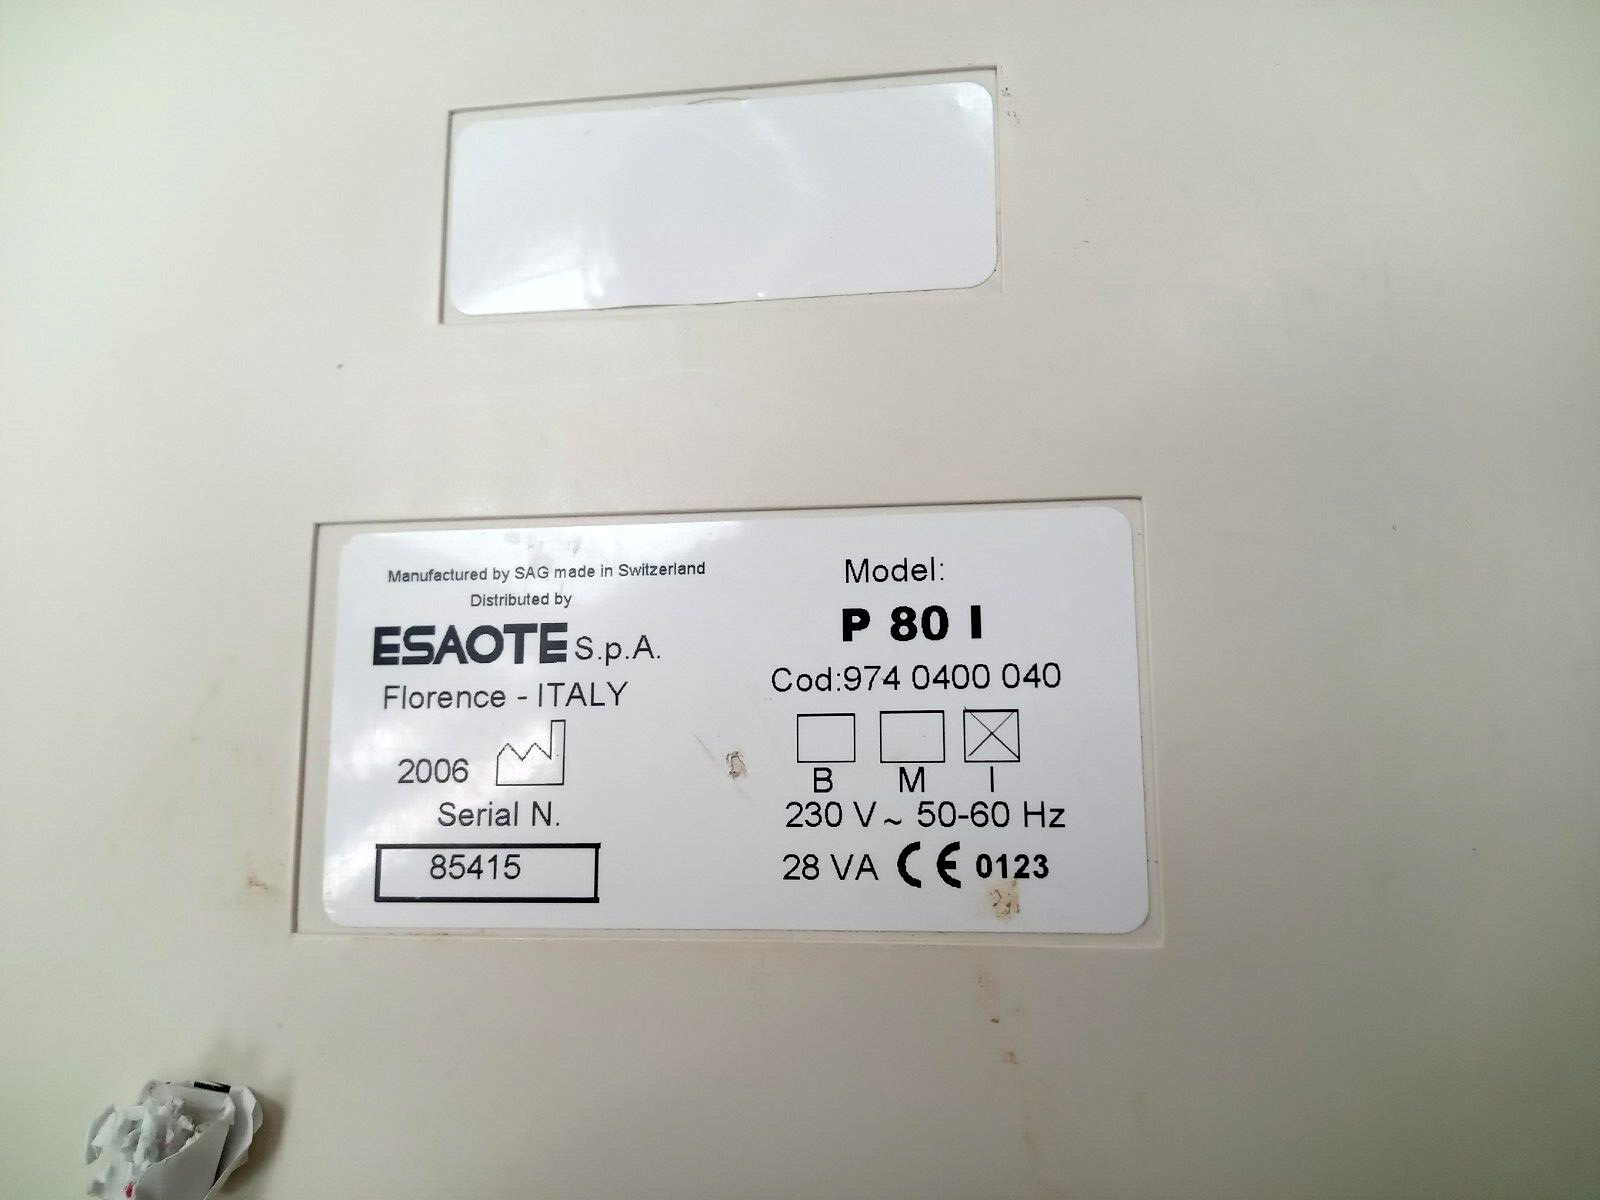 Manufactured by SAG made in Switzerland
Distributed by
ESAOTE S.p.A.
Florence - ITALY
2006
Serial N.
85415
Model:
P 80 I
Cod:974 0400 040
B M I
230 V ~ 50-60 Hz
28 VA CE 0123